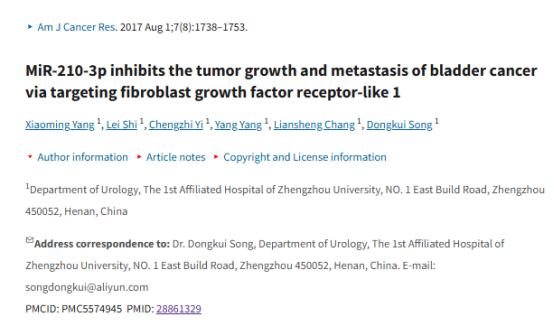 ▸ Am J Cancer Res. 2017 Aug 1;7(8):1738–1753.
MiR-210-3p inhibits the tumor growth and metastasis of bladder cancer
via targeting fibroblast growth factor receptor-like 1
Xiaoming Yang 1, Lei Shi 1, Chengzhi Yi 1, Yang Yang 1, Liansheng Chang 1, Dongkui Song 1
▾ Author information ▸ Article notes ▸ Copyright and License information
1Department of Urology, The 1st Affiliated Hospital of Zhengzhou University, NO. 1 East Build Road, Zhengzhou
450052, Henan, China
✉Address correspondence to: Dr. Dongkui Song, Department of Urology, The 1st Affiliated Hospital of
Zhengzhou University, NO. 1 East Build Road, Zhengzhou 450052, Henan, China. E-mail:
songdongkui@aliyun.com
PMCID: PMC5574945 PMID: 28861329